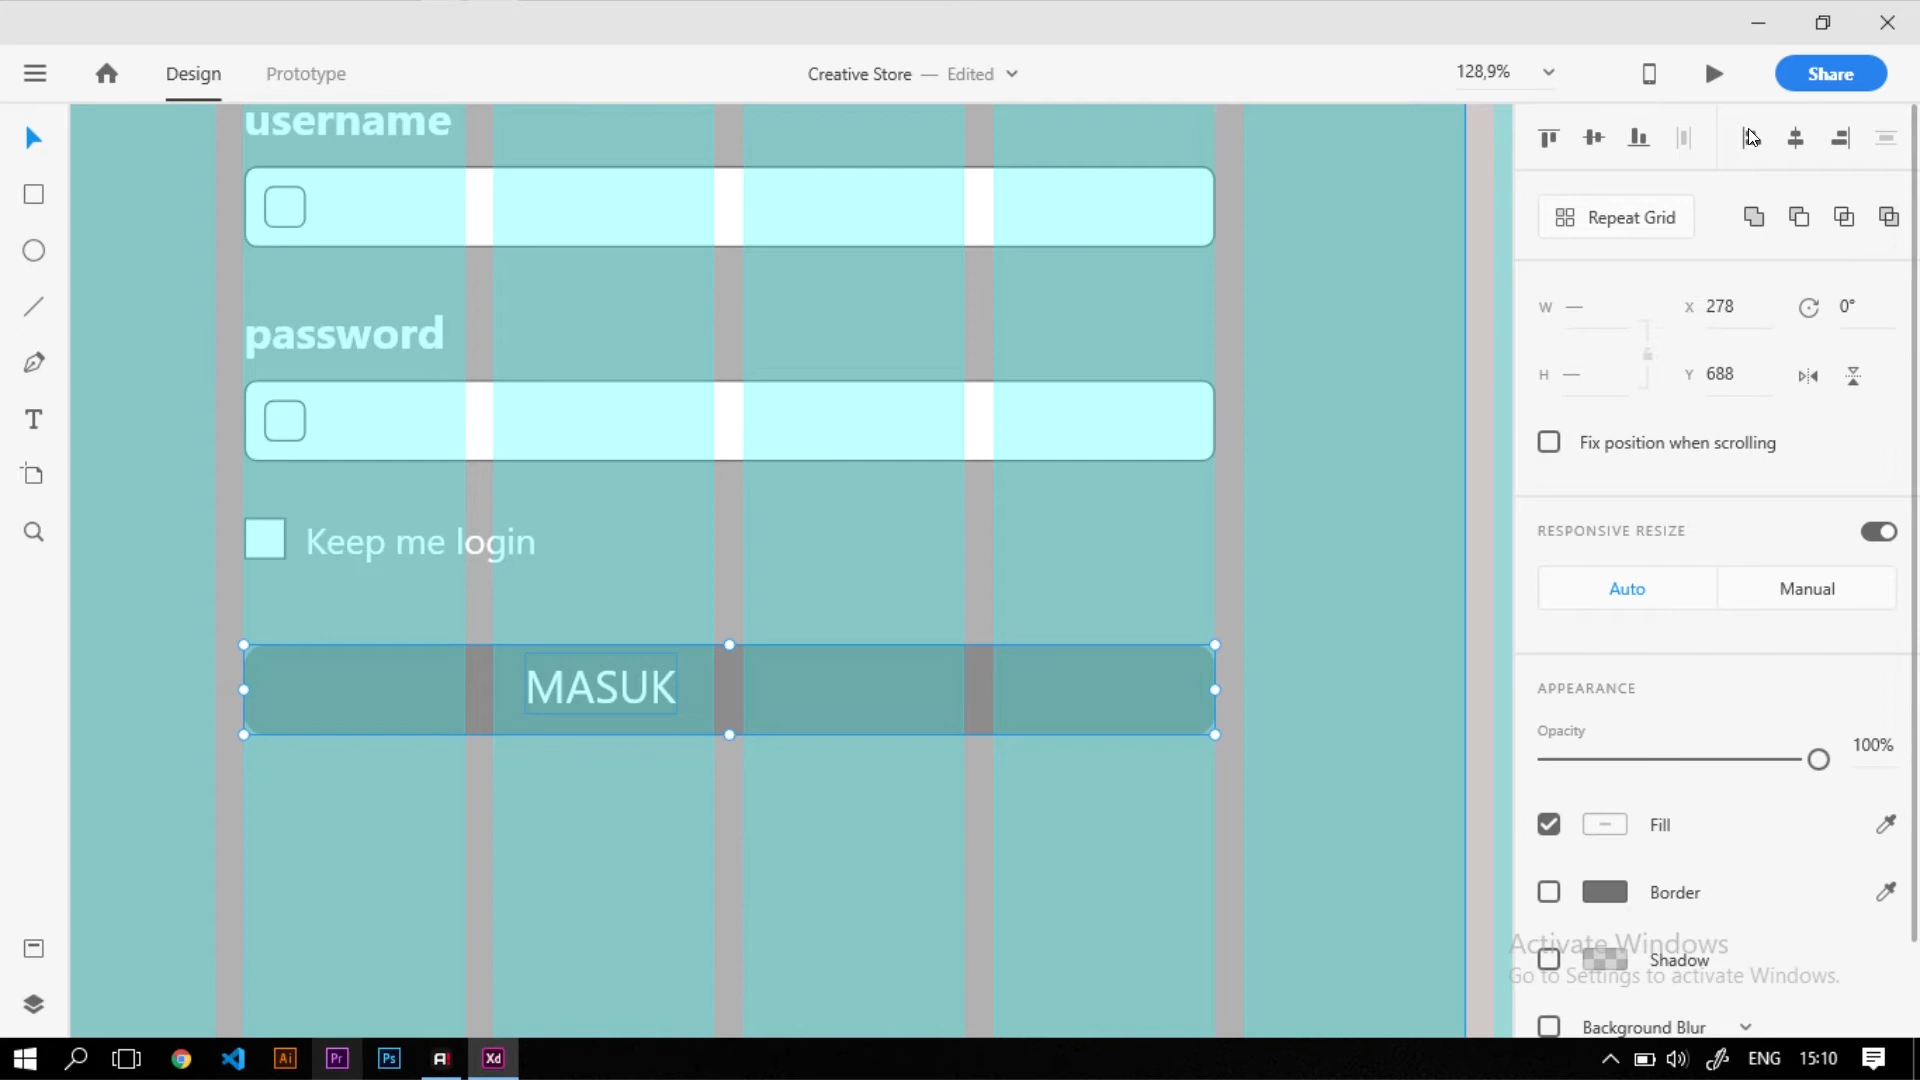 Design
Prototype
Creative Store — Edited
128,9%
Share
username
password
Keep me login
MASUK
Repeat Grid
W —
X 278
0°
H —
Y 688
Fix position when scrolling
RESPONSIVE RESIZE
Auto
Manual
APPEARANCE
Opacity
100%
Fill
Border
Activate Windows
Shadow
Go to Settings to activate Windows.
Background Blur
T
Ai
Pr
Ps
A!
Xd
ENG
15:10